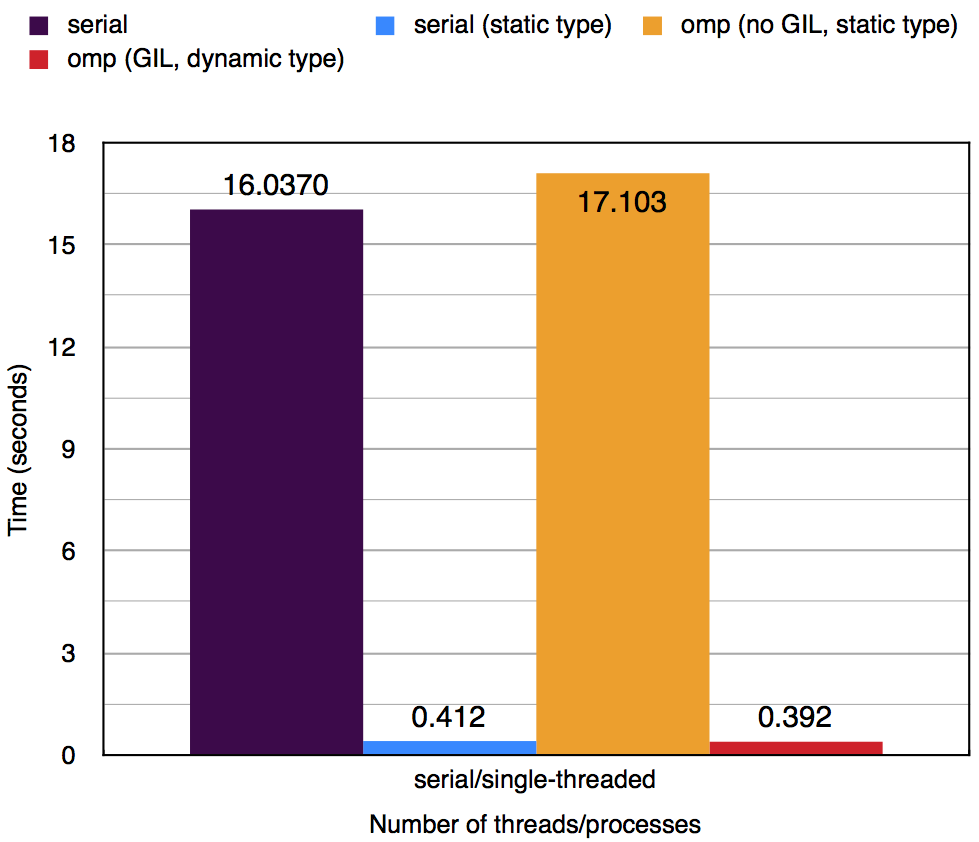 serial
serial (static type)
omp (no GIL, static type)
omp (GIL, dynamic type)
18
15
12
9
6
3
0
Time (seconds)
16.0370
0.412
17.103
0.392
serial/single-threaded
Number of threads/processes